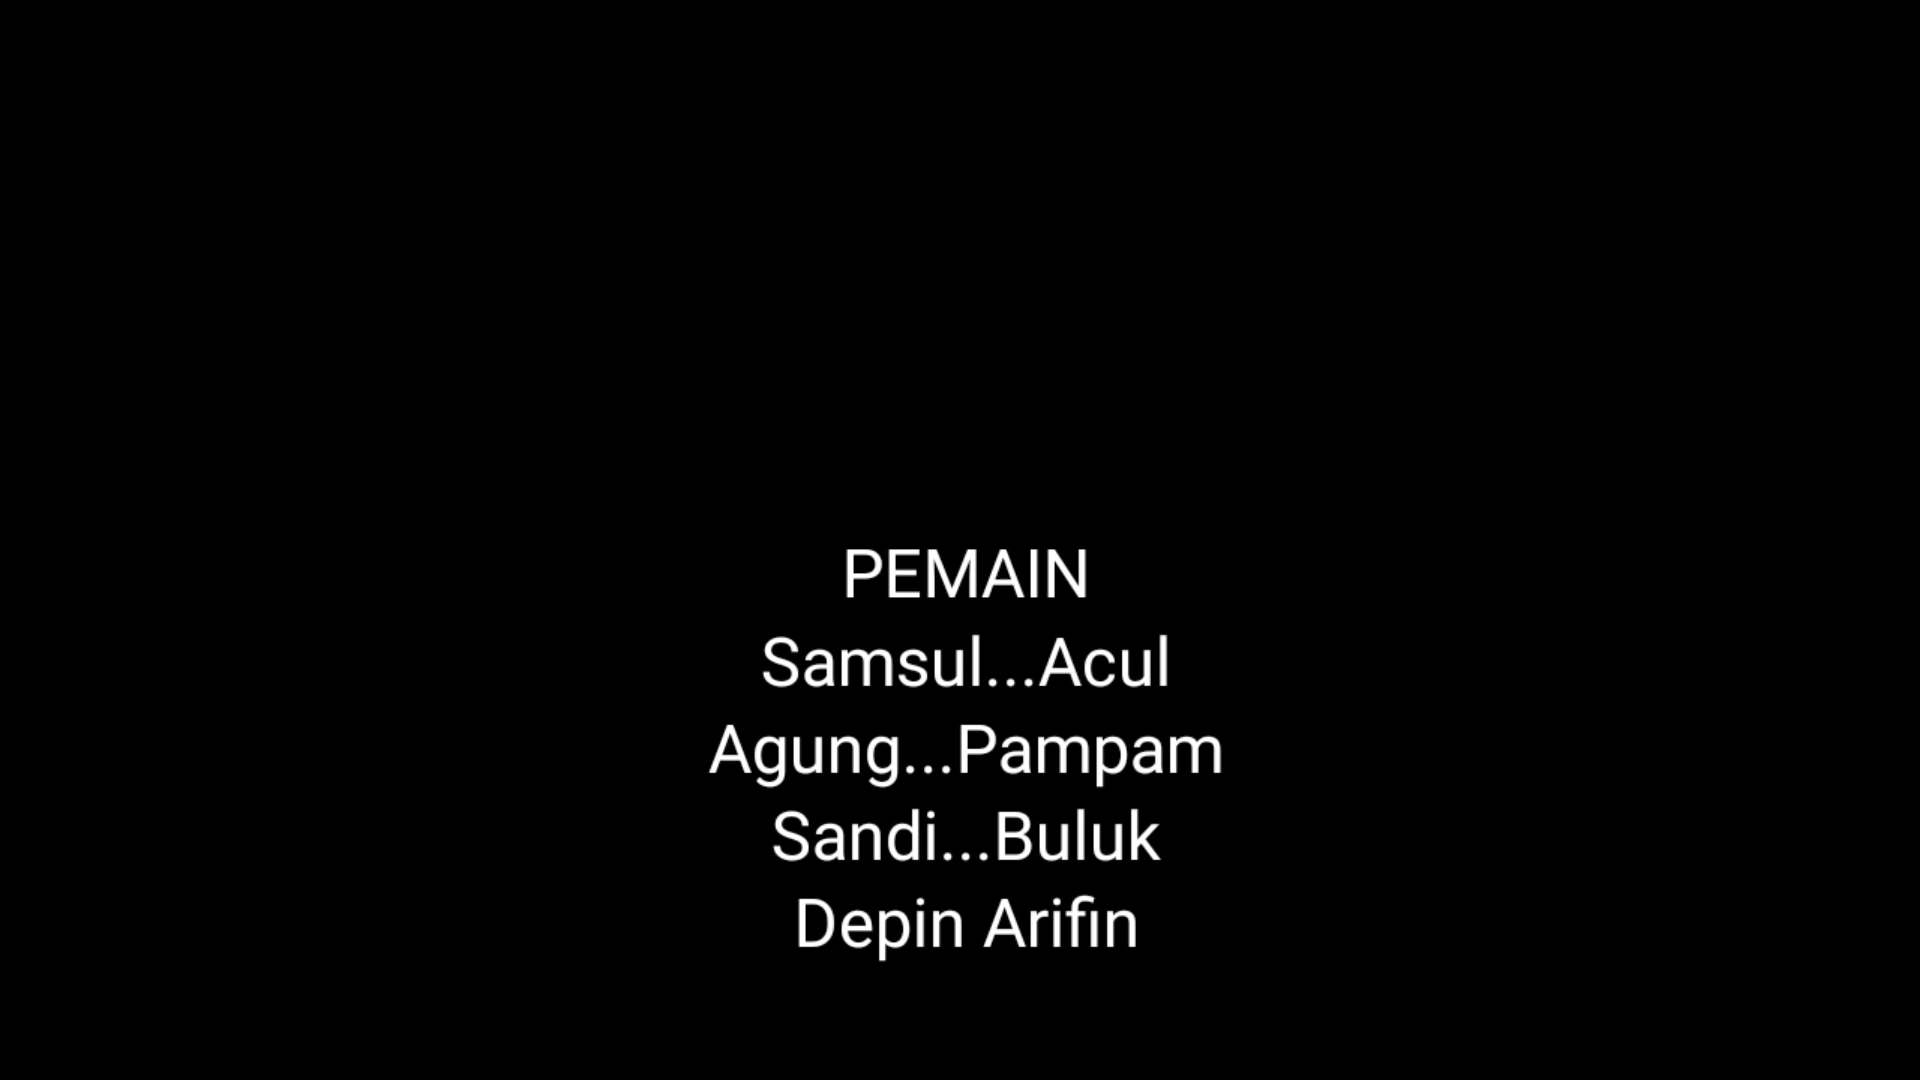 PEMAIN
Samsul...Acul
Agung...Pampam
Sandi...Buluk
Depin Arifin